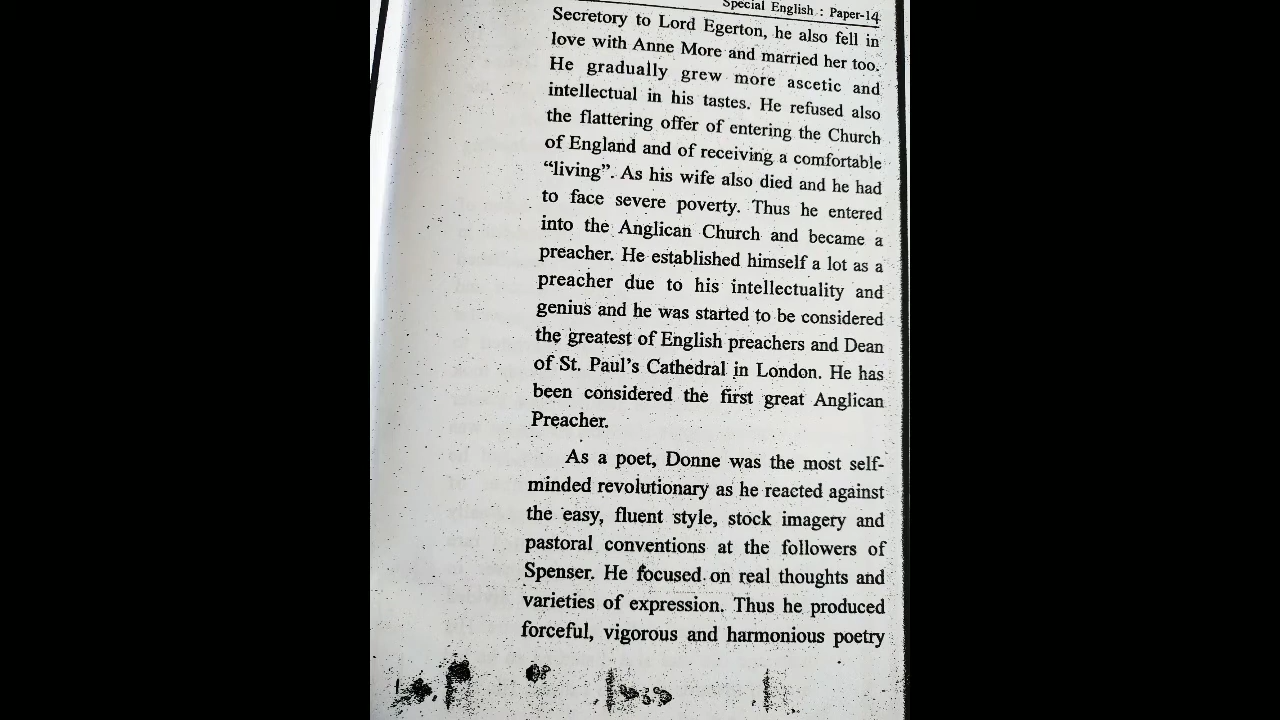 Special English : Paper-14
Secretory to Lord Egerton, he also fell in
love with Anne More and married her too.
He gradually grew more ascetic and
intellectual in his tastes. He refused also
the flattering offer of entering the Church
of England and of receiving a comfortable
“living”. As his wife also died and he had
to face severe poverty. Thus he entered
into the Anglican Church and became a
preacher. He established himself a lot as a
preacher due to his intellectuality and
genius and he was started to be considered
the greatest of English preachers and Dean
of St. Paul’s Cathedral in London. He has
been considered the first great Anglican
Preacher.
As a poet, Donne was the most self-
minded revolutionary as he reacted against
the easy, fluent style, stock imagery and
pastoral conventions at the followers of
Spenser. He focused on real thoughts and
varieties of expression. Thus he produced
forceful, vigorous and harmonious poetry